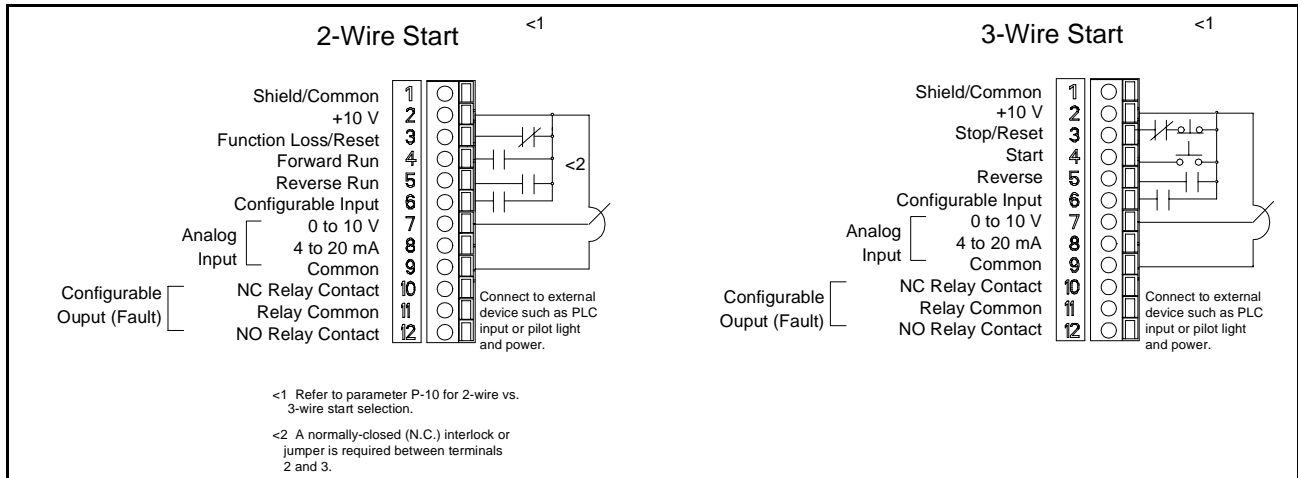 2-Wire Start <1
Shield/Common 1
+10 V 2
Function Loss/Reset 3
Forward Run 4
<2
Reverse Run 5
Configurable Input 6
Analog Input
0 to 10 V 7
4 to 20 mA 8
Common 9
Configurable Ouput (Fault)
NC Relay Contact 10
Relay Common 11
NO Relay Contact 12
Connect to external
device such as PLC
input or pilot light
and power.
<1 Refer to parameter P-10 for 2-wire vs.
3-wire start selection.
<2 A normally-closed (N.C.) interlock or
jumper is required between terminals
2 and 3.
3-Wire Start <1
Shield/Common 1
+10 V 2
Stop/Reset 3
Start 4
Reverse 5
Configurable Input 6
Analog Input
0 to 10 V 7
4 to 20 mA 8
Common 9
Configurable Ouput (Fault)
NC Relay Contact 10
Relay Common 11
NO Relay Contact 12
Connect to external
device such as PLC
input or pilot light
and power.